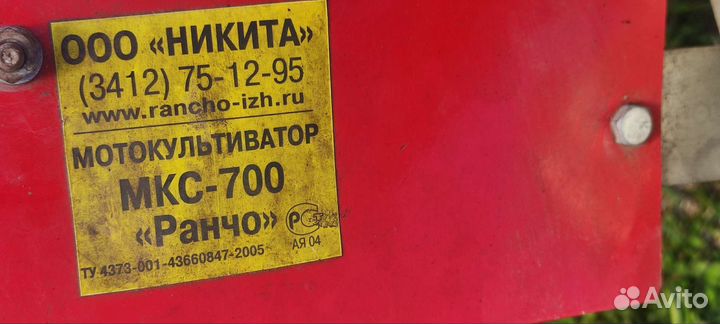 ООО «НИКИТА»
(3412) 75-12-95
www.rancho-izh.ru
МОТОКУЛЬТИВАТОР
МКС-700
«Ранчо»
АЯ 04
ТУ 4373-001-43660847-2005
Avito